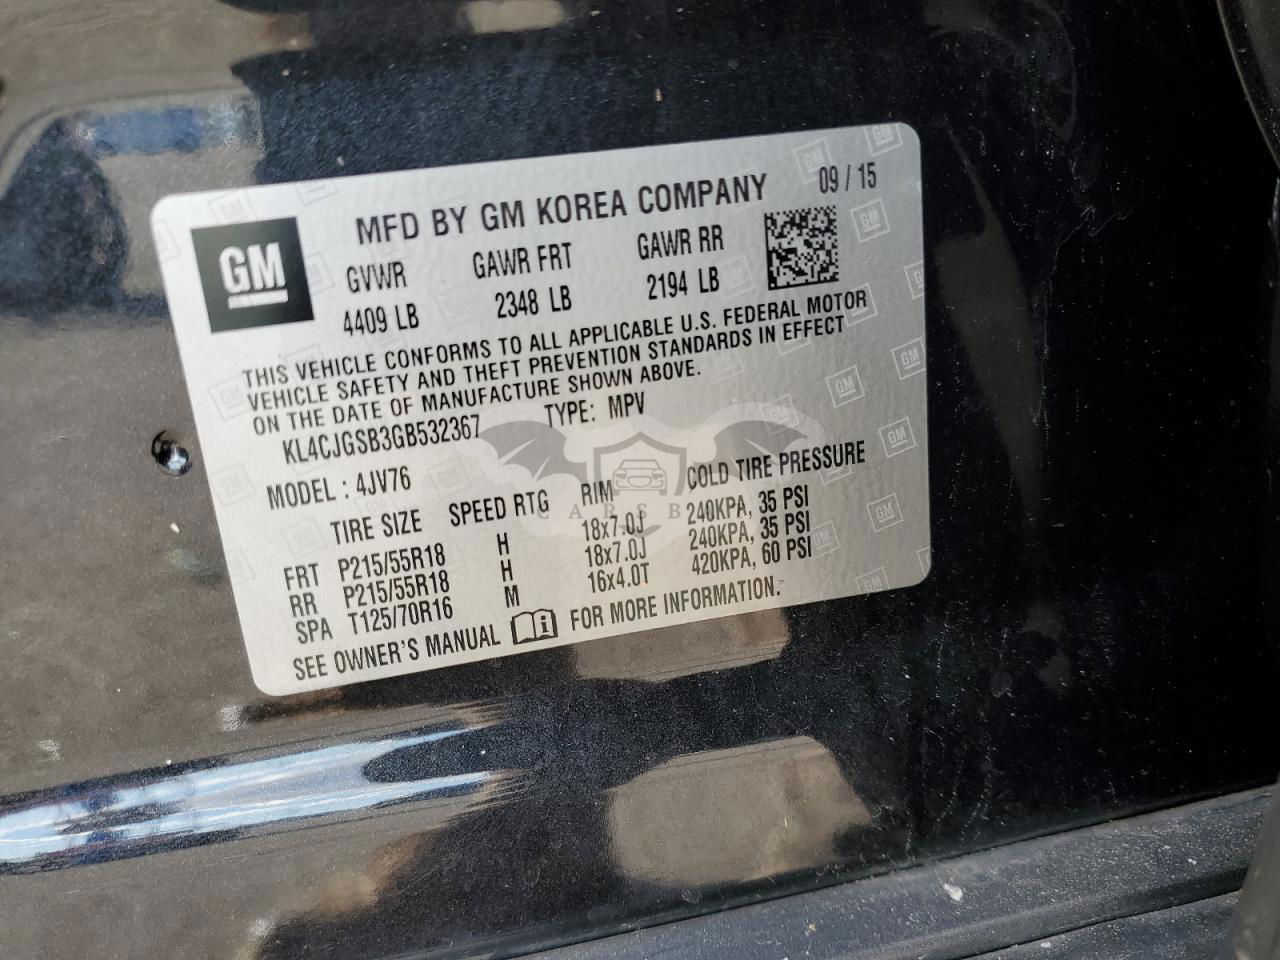 MFD BY GM KOREA COMPANY 09 / 15
GM
GVWR GAWR FRT GAWR RR
4409 LB 2348 LB 2194 LB
THIS VEHICLE CONFORMS TO ALL APPLICABLE U.S. FEDERAL MOTOR
VEHICLE SAFETY AND THEFT PREVENTION STANDARDS IN EFFECT
ON THE DATE OF MANUFACTURE SHOWN ABOVE.
KL4CJGSB3GB532367 TYPE: MPV
MODEL : 4JV76
TIRE SIZE SPEED RTG RIM COLD TIRE PRESSURE
FRT P215/55R18 H 18x7.0J 240KPA, 35 PSI
RR P215/55R18 H 18x7.0J 240KPA, 35 PSI
SPA T125/70R16 M 16x4.0T 420KPA, 60 PSI
SEE OWNER'S MANUAL FOR MORE INFORMATION.